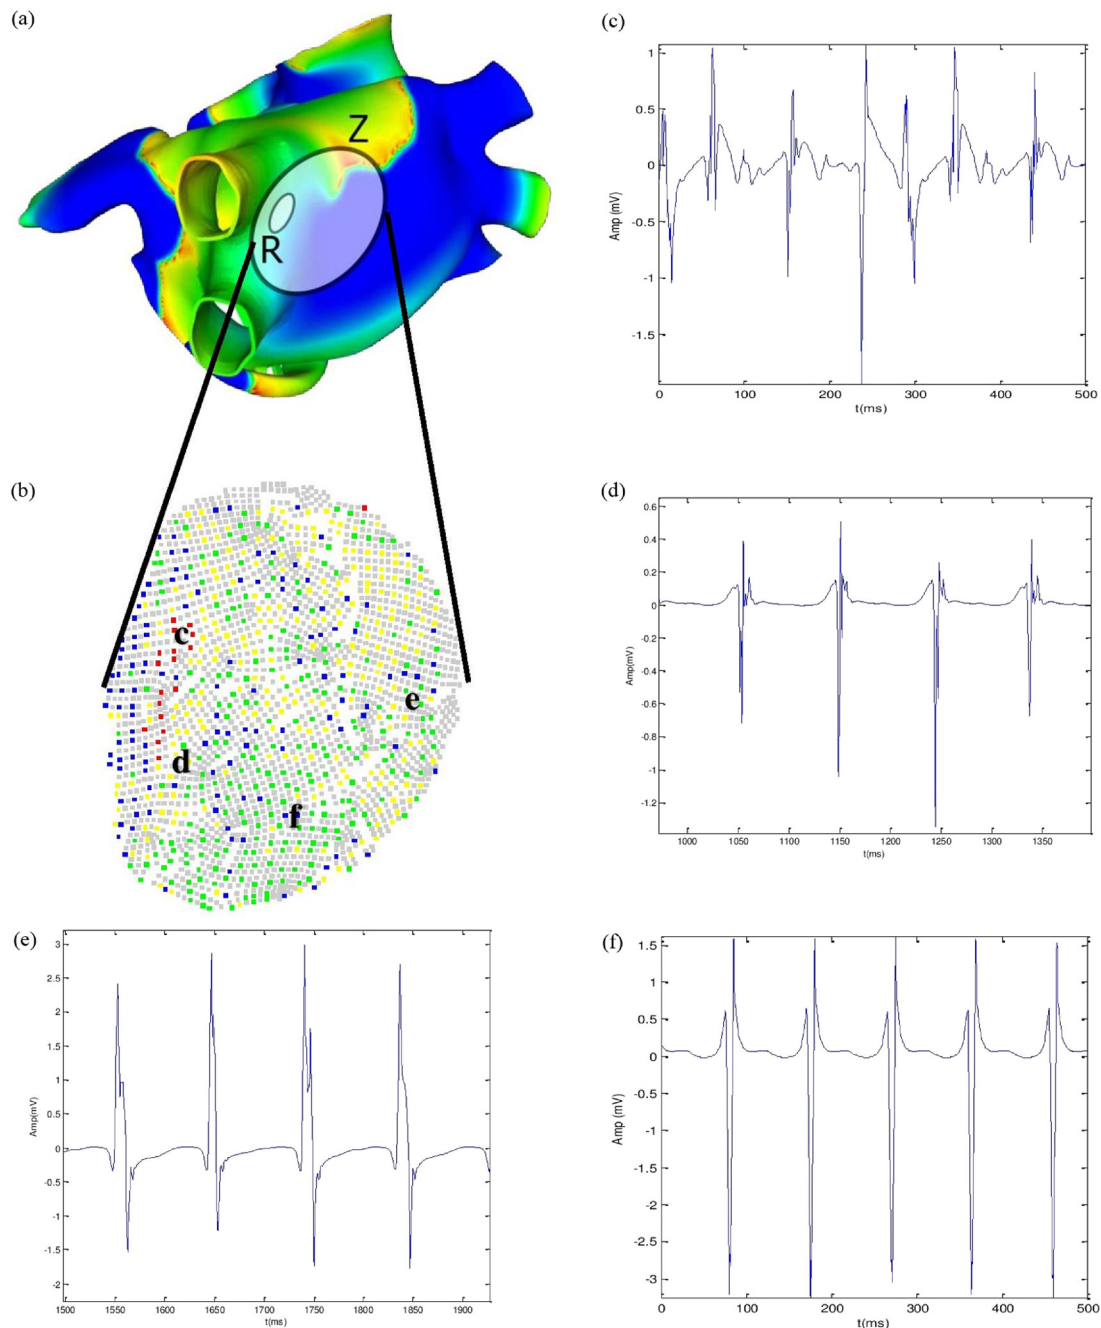 (a)
Z
R
(b)
c
d
e
f
(c)
1
0.5
0
-0.5
-1
-1.5
Amp (mV)
0 100 200 300 400 500
t(ms)
(d)
0.6
0.4
0.2
0
-0.2
-0.4
-0.6
-0.8
-1
-1.2
Amp(mV)
1000 1050 1100 1150 1200 1250 1300 1350
t(ms)
(e)
3
2.5
2
1.5
1
0.5
0
-0.5
-1
-1.5
-2
Amp(mV)
1500 1550 1600 1650 1700 1750 1800 1850 1900
t(ms)
(f)
1.5
1
0.5
0
-0.5
-1
-1.5
-2
-2.5
-3
Amp (mV)
0 100 200 300 400 500
t(ms)